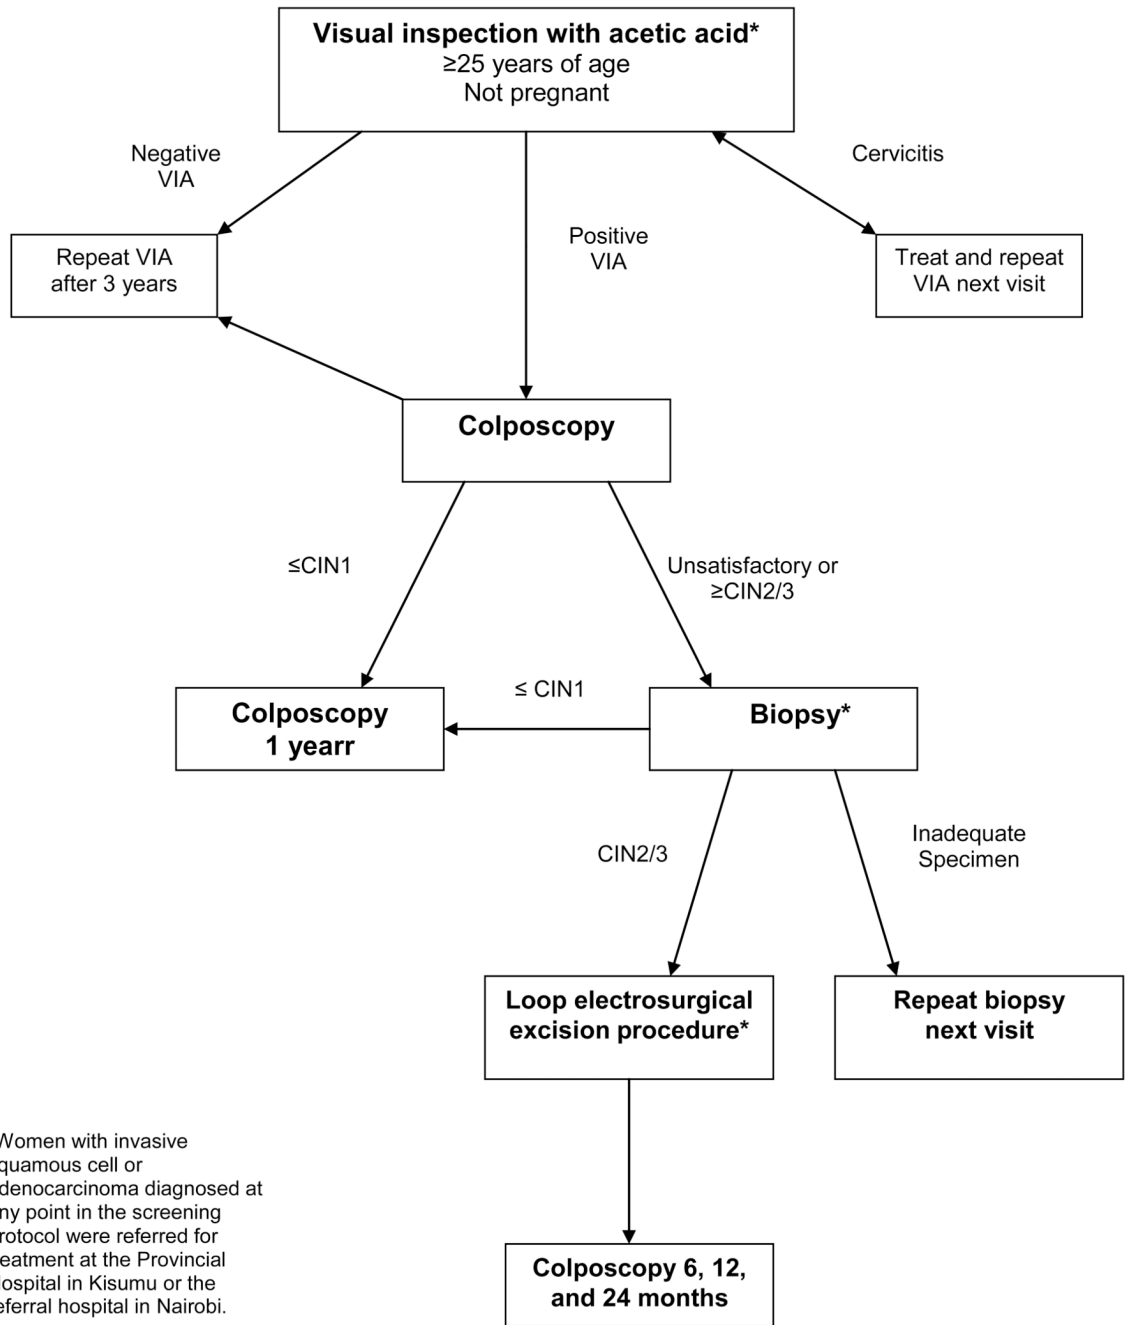 Visual inspection with acetic acid*
≥25 years of age
Not pregnant
Negative
VIA
Cervicitis
Positive
VIA
Repeat VIA
after 3 years
Treat and repeat
VIA next visit
Colposcopy
≤CIN1
Unsatisfactory or
≥CIN2/3
≤ CIN1
Colposcopy
1 yearr
Biopsy*
CIN2/3
Inadequate
Specimen
Loop electrosurgical
excision procedure*
Repeat biopsy
next visit
Colposcopy 6, 12,
and 24 months
Women with invasive
quamous cell or
denocarcinoma diagnosed at
ny point in the screening
rotocol were referred for
eatment at the Provincial
ospital in Kisumu or the
eferral hospital in Nairobi.